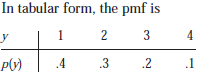 In tabular form, the pmf is
y 1 2 3 4
p(y) .4 .3 .2 .1